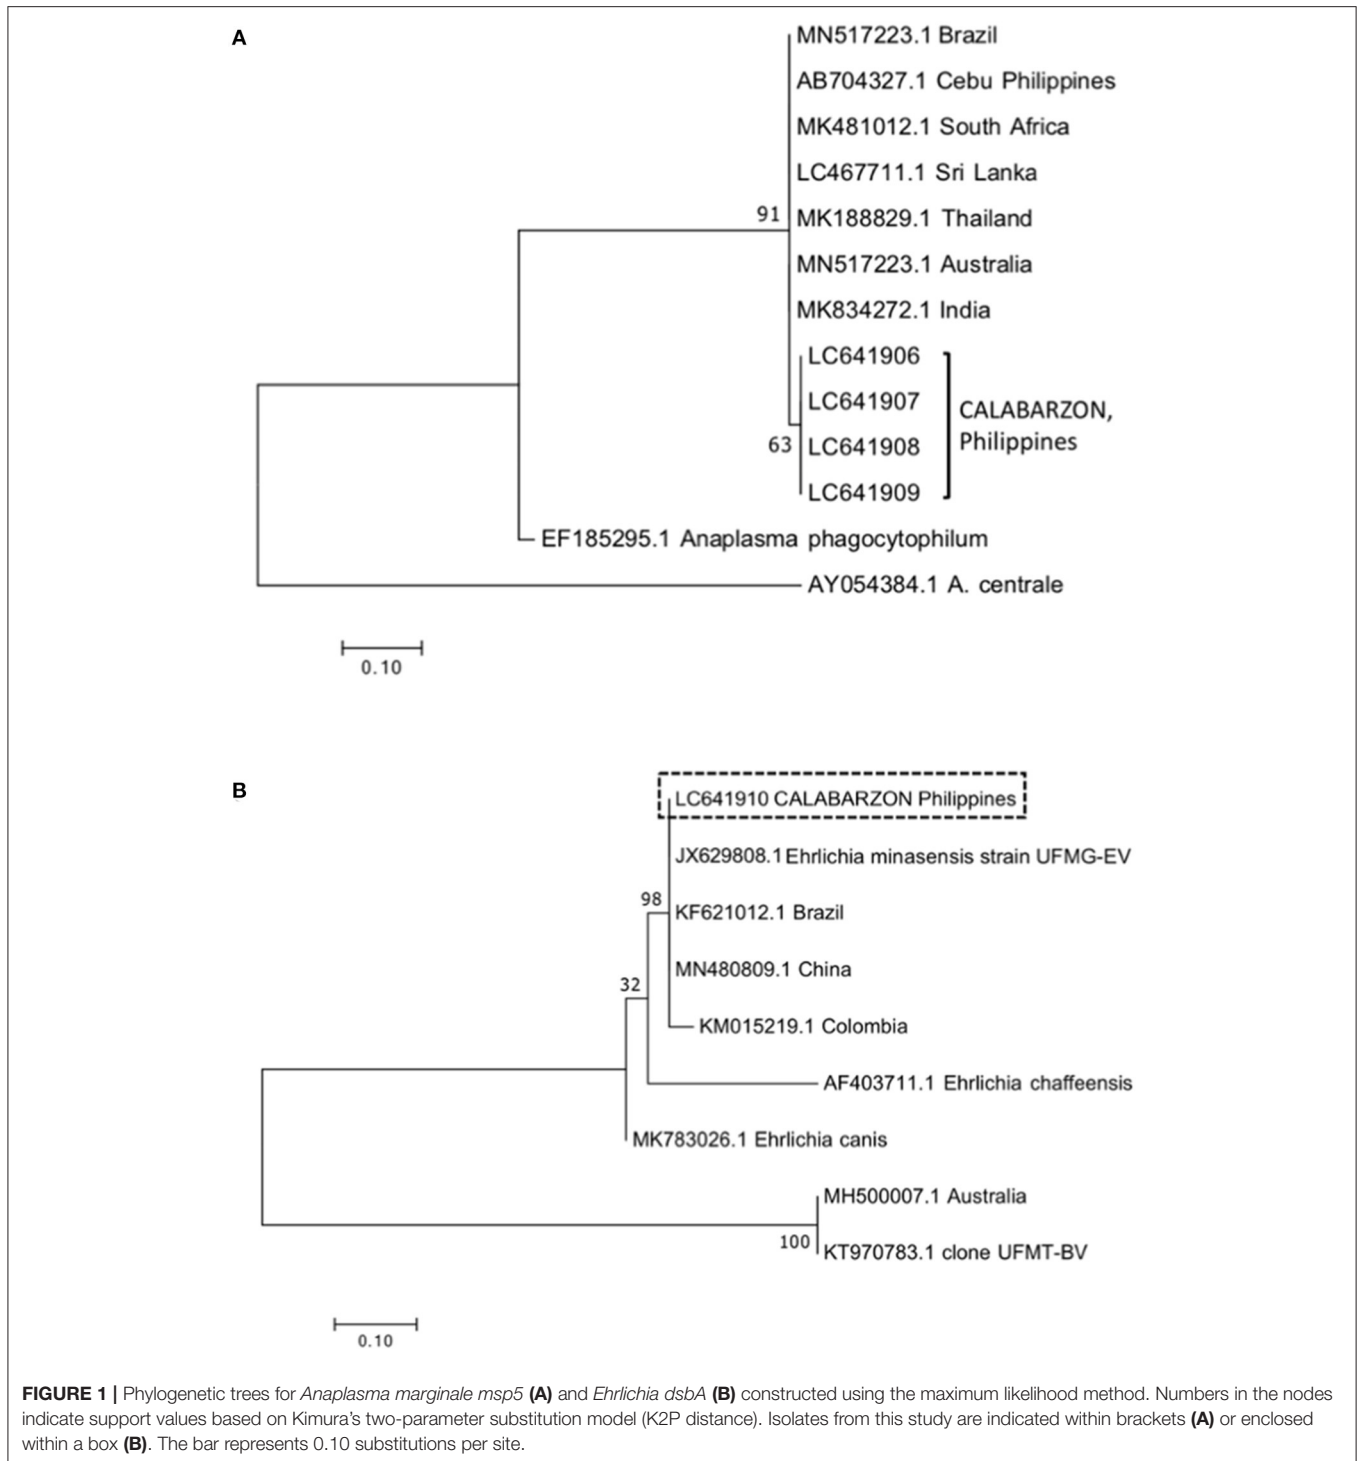 A
MN517223.1 Brazil
AB704327.1 Cebu Philippines
MK481012.1 South Africa
LC467711.1 Sri Lanka
91
MK188829.1 Thailand
MN517223.1 Australia
MK834272.1 India
LC641906
LC641907
CALABARZON,
Philippines
63
LC641908
LC641909
EF185295.1 Anaplasma phagocytophilum
AY054384.1 A. centrale
0.10
B
LC641910 CALABARZON Philippines
JX629808.1 Ehrlichia minasensis strain UFMG-EV
98
KF621012.1 Brazil
MN480809.1 China
32
KM015219.1 Colombia
AF403711.1 Ehrlichia chaffeensis
MK783026.1 Ehrlichia canis
MH500007.1 Australia
100
KT970783.1 clone UFMT-BV
0.10
FIGURE 1 | Phylogenetic trees for Anaplasma marginale msp5 (A) and Ehrlichia dsbA (B) constructed using the maximum likelihood method. Numbers in the nodes
indicate support values based on Kimura's two-parameter substitution model (K2P distance). Isolates from this study are indicated within brackets (A) or enclosed
within a box (B). The bar represents 0.10 substitutions per site.